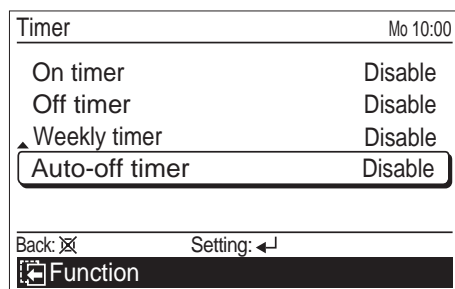 Timer Mo 10:00
On timer Disable
Off timer Disable
Weekly timer Disable
Auto-off timer Disable
Back: Setting:
Function